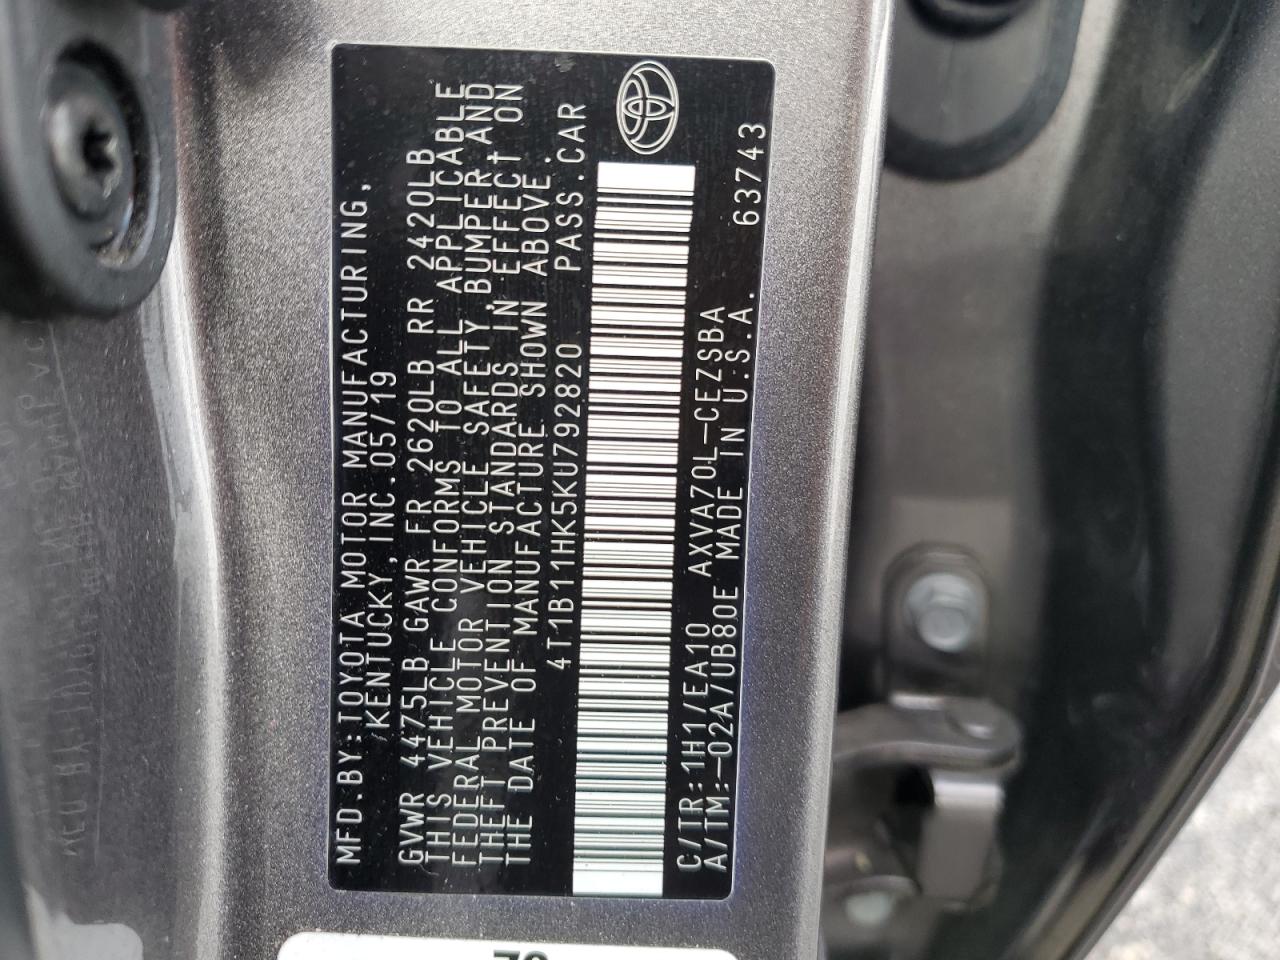 MFD.BY:TOYOTA MOTOR MANUFACTURING,
KENTUCKY, INC.05/19
GVWR 4475LB GAWR FR 2620LB RR 2420LB
THIS VEHICLE CONFORMS TO ALL APPLICABLE
FEDERAL MOTOR VEHICLE SAFETY,BUMPER,AND
THEFT PREVENTION STANDARDS IN EFFECT ON
THE DATE OF MANUFACTURE SHOWN ABOVE.
4T1B11HK5KU792820 PASS.CAR
C/TR:1H1/EA10 AXVA70L-CEZSBA
A/TM:-02A/UB80E MADE IN U.S.A. 63743